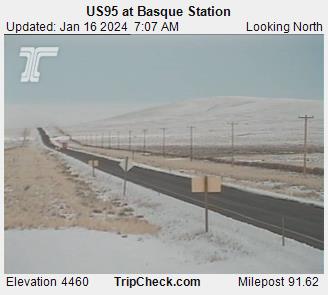 US95 at Basque Station
Updated: Jan 16 2024 7:07 AM Looking North
Elevation 4460 TripCheck.com Milepost 91.62